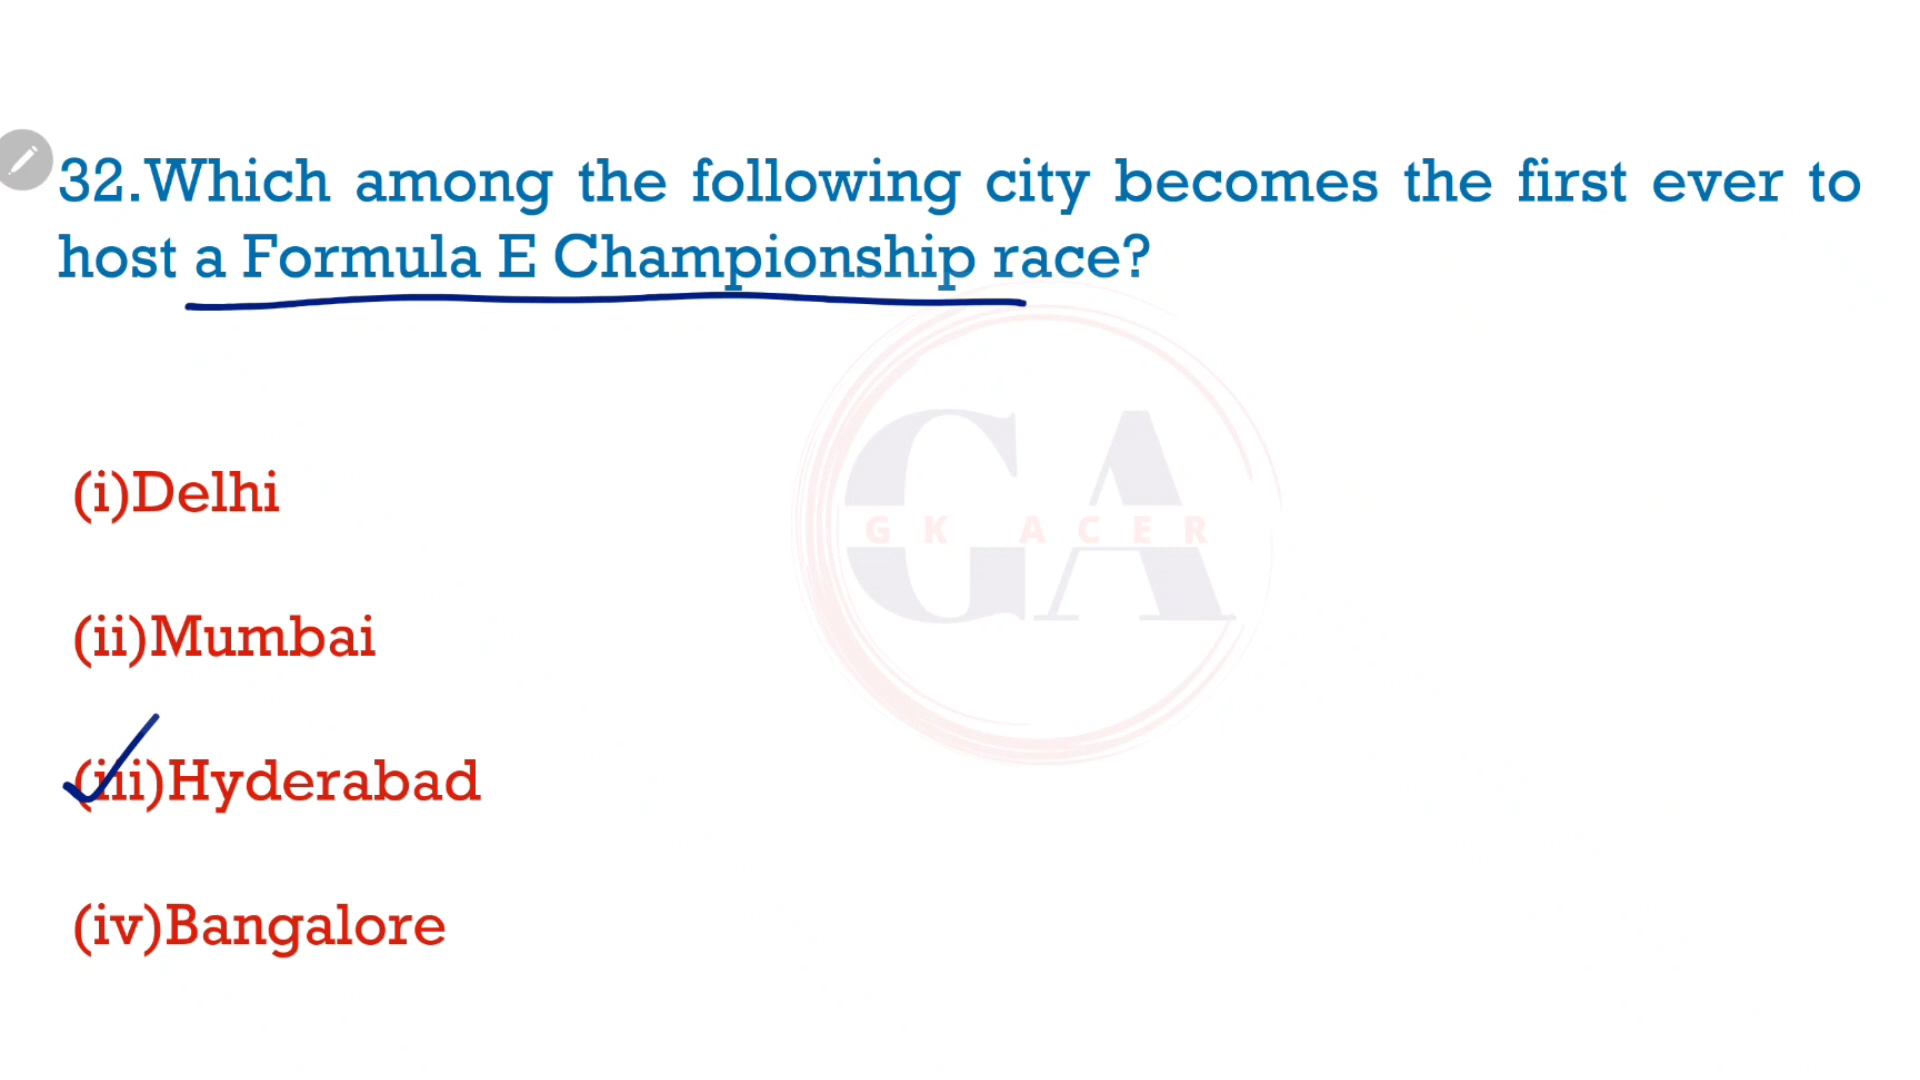 32.Which among the following city becomes the first ever to
host a Formula E Championship race?
GA
GK ACER
(i)Delhi
(ii)Mumbai
(iii)Hyderabad
(iv)Bangalore